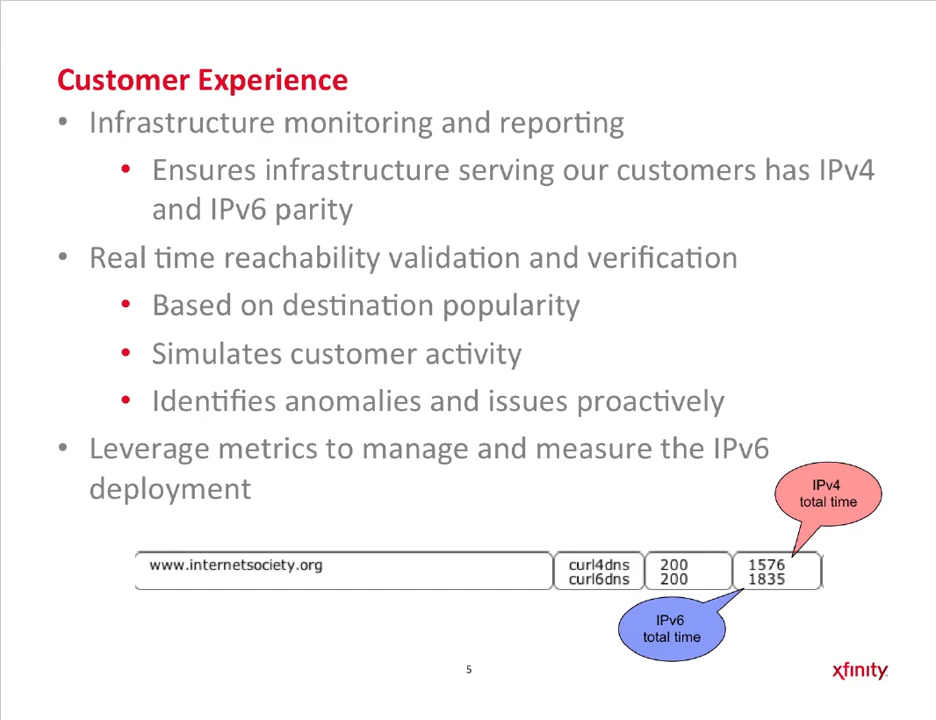 Customer Experience
• Infrastructure monitoring and reporting
• Ensures infrastructure serving our customers has IPv4
and IPv6 parity
• Real time reachability validation and verification
• Based on destination popularity
• Simulates customer activity
• Identifies anomalies and issues proactively
• Leverage metrics to manage and measure the IPv6
deployment
IPv4
total time
www.internetsociety.org curl4dns 200 1576
curl6dns 200 1835
IPv6
total time
5
xfinity